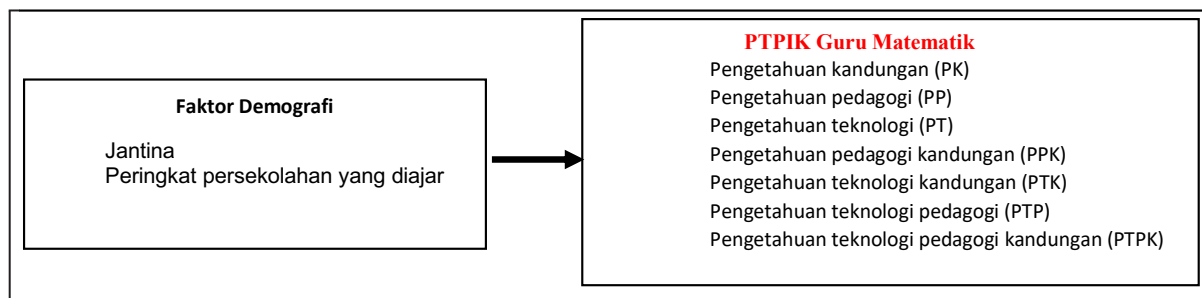 Faktor Demografi
Jantina
Peringkat persekolahan yang diajar
PTPIK Guru Matematik
Pengetahuan kandungan (PK)
Pengetahuan pedagogi (PP)
Pengetahuan teknologi (PT)
Pengetahuan pedagogi kandungan (PPK)
Pengetahuan teknologi kandungan (PTK)
Pengetahuan teknologi pedagogi (PTP)
Pengetahuan teknologi pedagogi kandungan (PTPK)